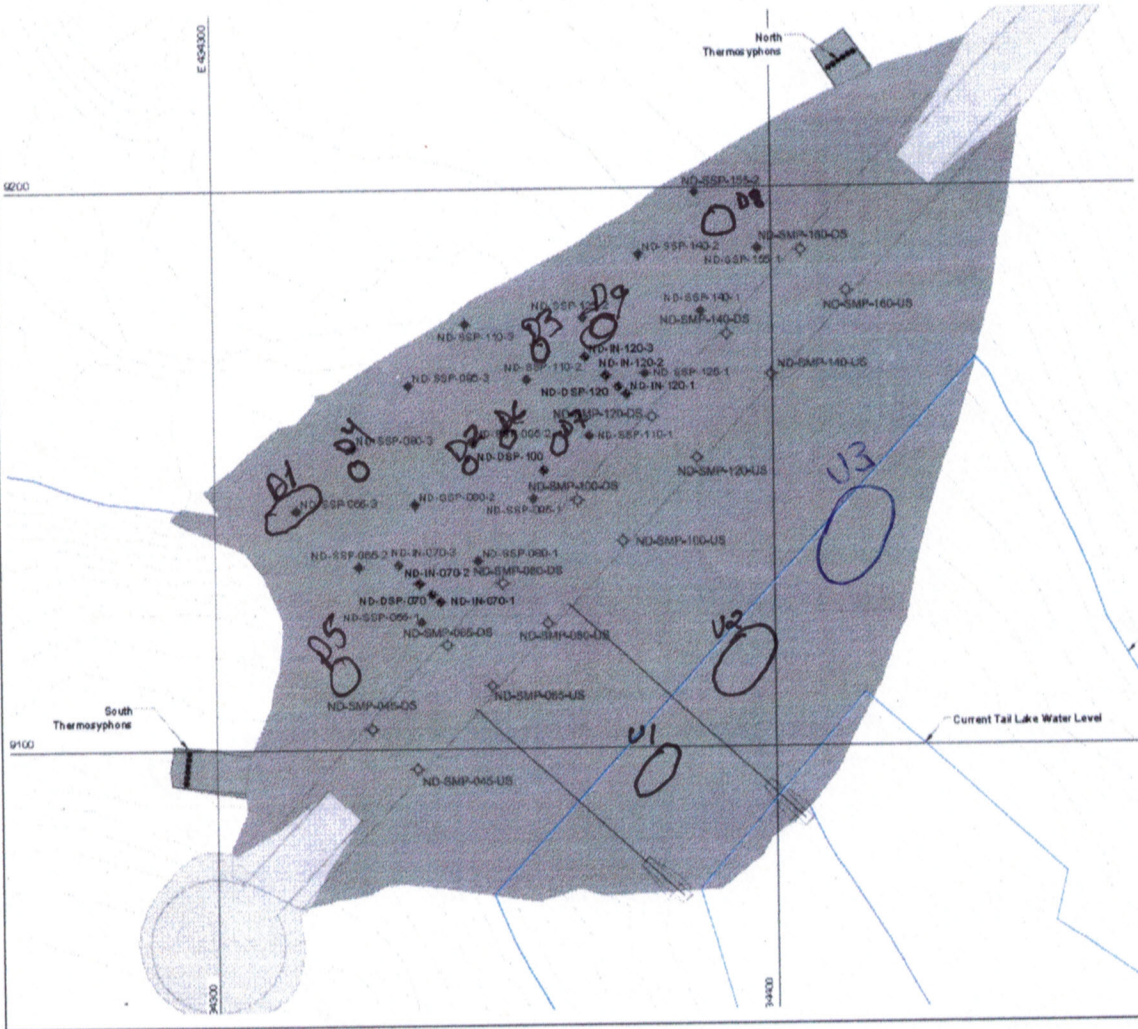 E 434300
North
Thermosyphons
9200
ND-SSP-155-2
D8
ND-SMP-160-DS
ND-SSP-140-2
ND-SSP-155-1
D9
ND-SSP-140-1
ND-SMP-160-US
D3
ND-SMP-140-DS
ND-SSP-110-3
ND-IN-120-3
ND-SSP-110-2
ND-IN-120-2
ND-SSP-120-1
ND-SMP-140-US
ND-SSP-095-3
ND-DSP-120
ND-IN-120-1
D6
ND-SMP-120-DS
D4
ND-SSP-080-3
D2
D7
ND-SSP-110-1
ND-DSP-100
ND-SMP-120-US
U3
D1
ND-SMP-100-DS
ND-SSP-065-3
ND-SSP-080-2
ND-SSP-095-1
ND-SMP-100-US
ND-SSP-065-2
ND-IN-070-3
ND-SSP-080-1
ND-IN-070-2
ND-SMP-080-DS
ND-DSP-070
ND-IN-070-1
ND-SSP-065-1
ND-SMP-065-DS
ND-SMP-080-US
U2
D5
ND-SMP-065-US
ND-SMP-045-DS
South
Thermosyphons
Current Tail Lake Water Level
U1
9100
ND-SMP-045-US